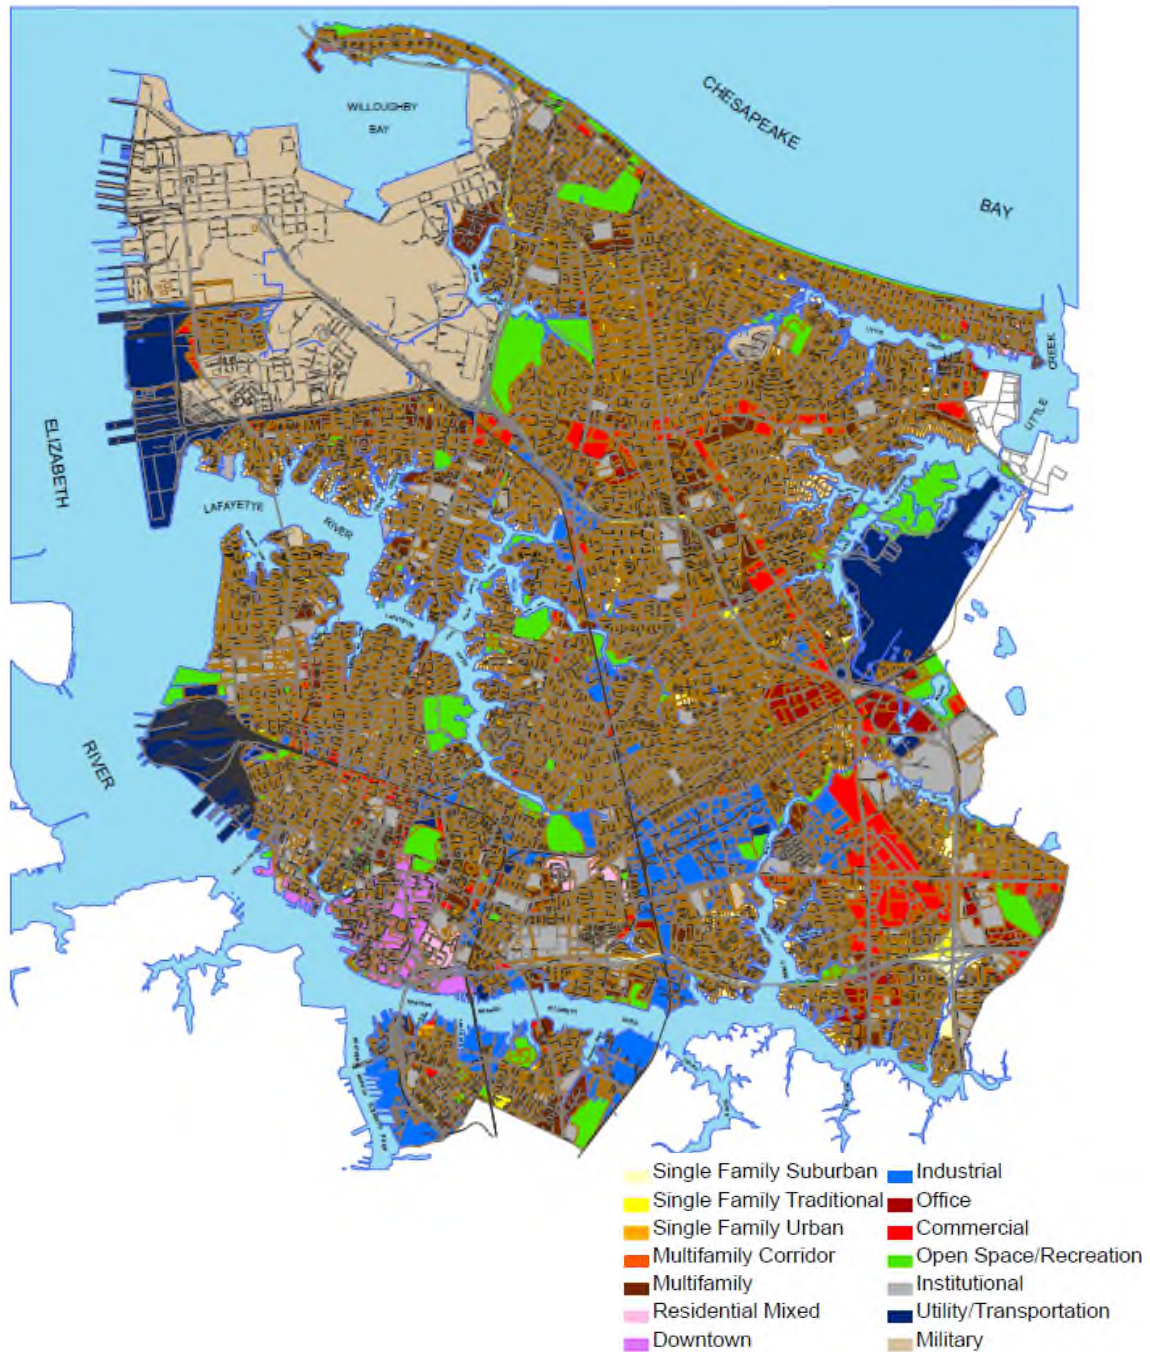 CHESAPEAKE
WILLOUGHBY
BAY
BAY
CREEK
LITTLE
ELIZABETH
LAFAYETTE
RIVER
RIVER
Single Family Suburban
Single Family Traditional
Single Family Urban
Multifamily Corridor
Multifamily
Residential Mixed
Downtown
Industrial
Office
Commercial
Open Space/Recreation
Institutional
Utility/Transportation
Military